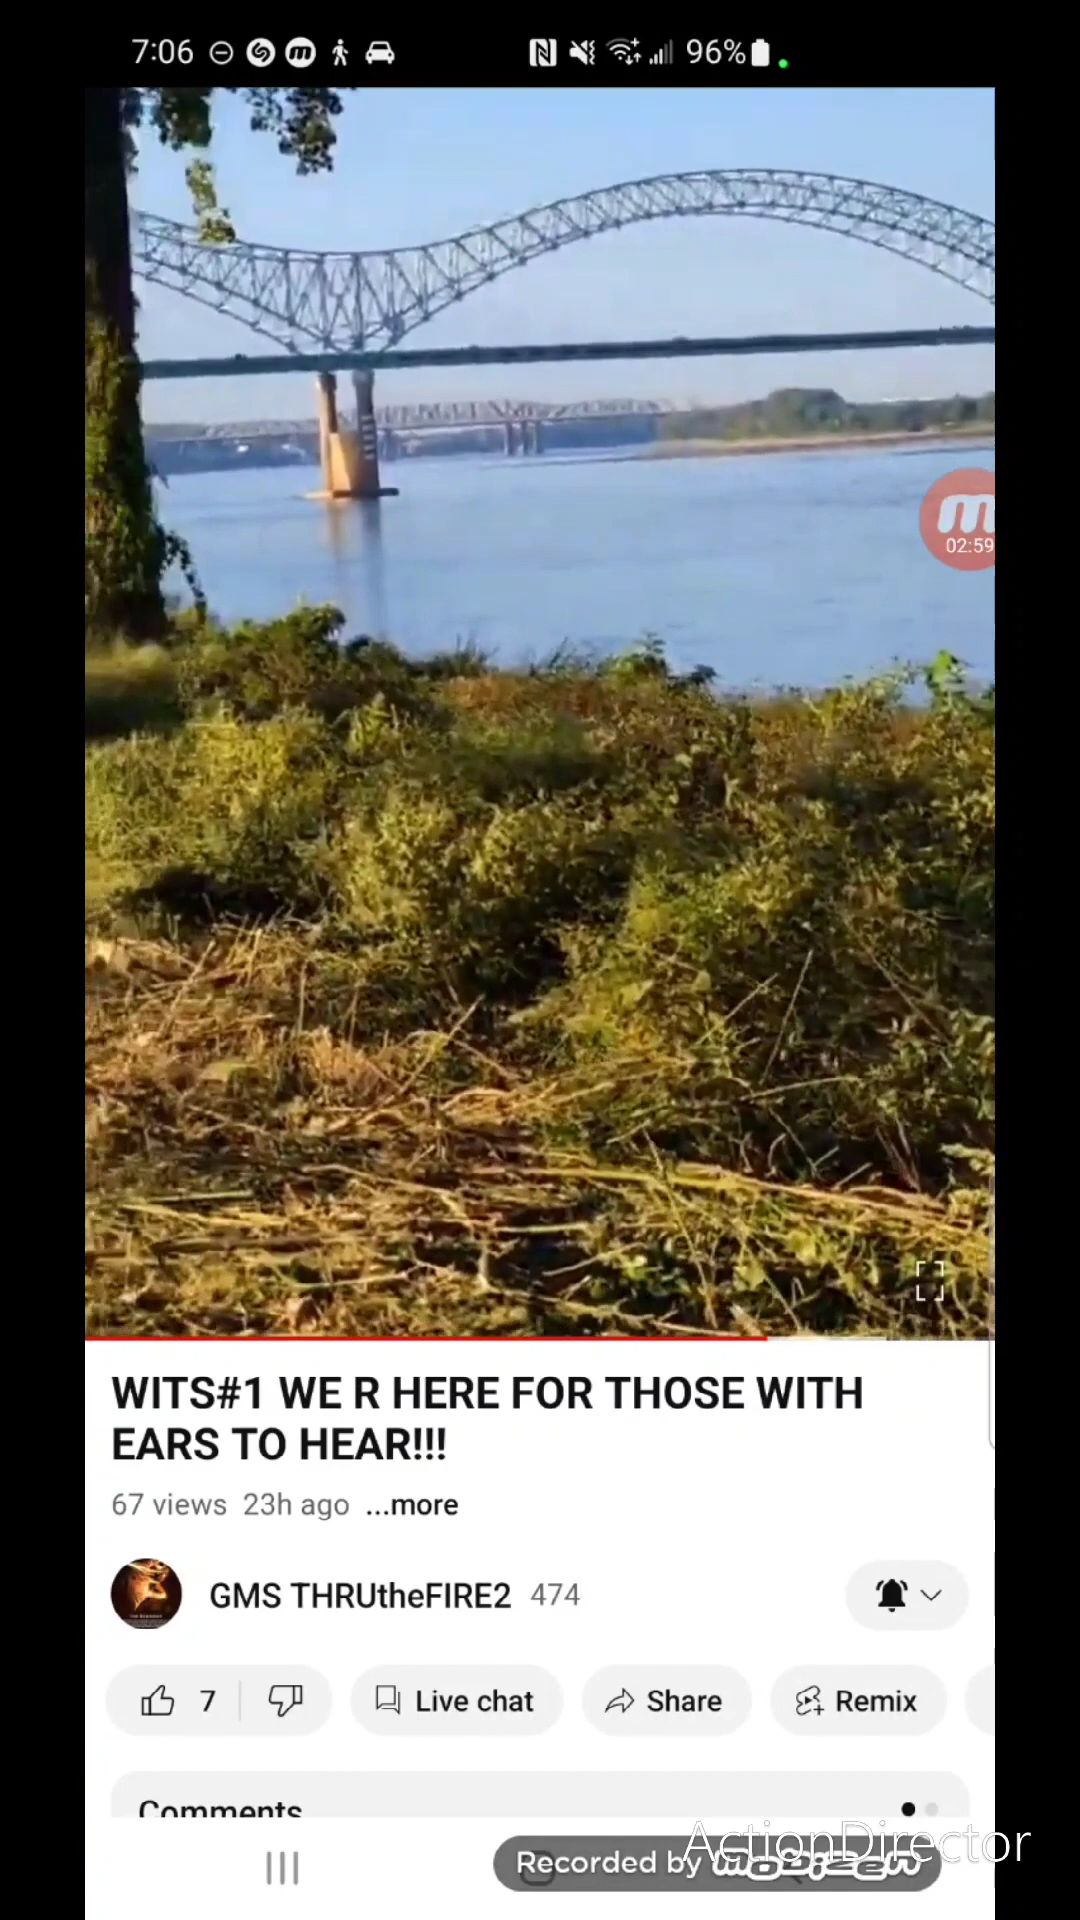 7:06
96%
m
02:59
WITS#1 WE R HERE FOR THOSE WITH
EARS TO HEAR!!!
67 views 23h ago ...more
GMS THRUtheFIRE2 474
7
Live chat
Share
Remix
Comments
ActionDirector
Recorded by mobizen